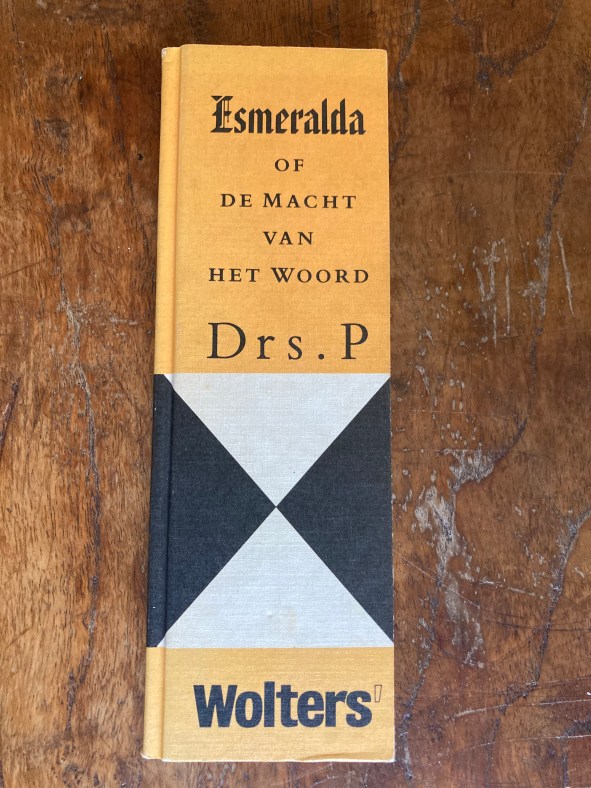 Esmeralda
OF
DE MACHT
VAN
HET WOORD
Drs. P
Wolters'